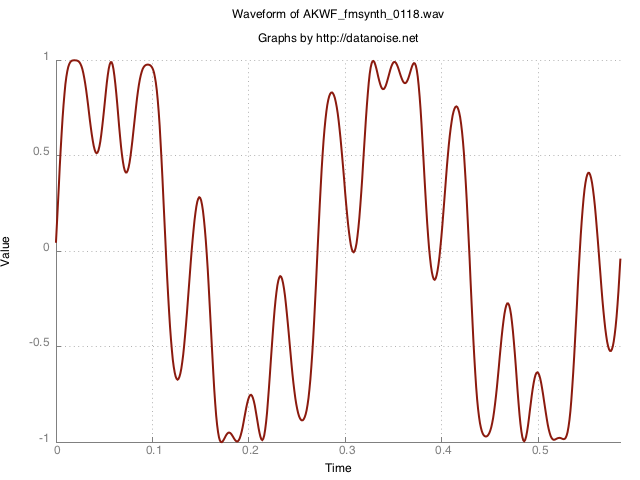 Waveform of AKWF_fmsynth_0118.wav
Graphs by http://datanoise.net
1
0.5
0
-0.5
-1
Value
0 0.1 0.2 0.3 0.4 0.5
Time